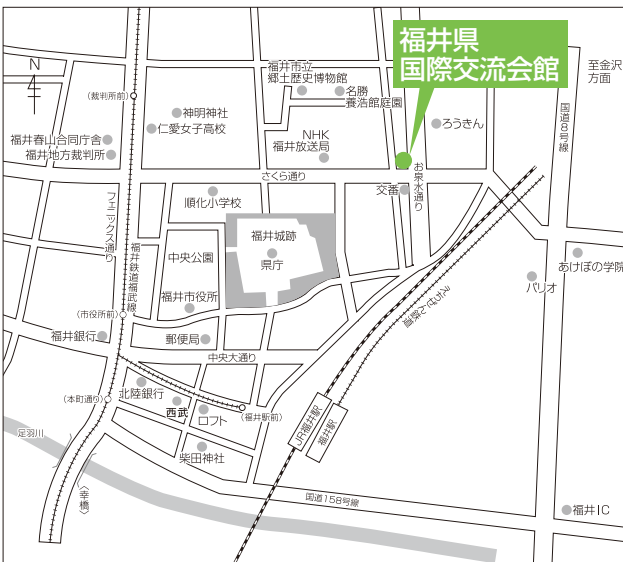 福井県
国際交流会館
N
至金沢
方面
国道8号線
福井市立
郷土歴史博物館
名勝
養浩館庭園
(裁判所前)
神明神社
仁愛女子高校
ろうきん
NHK
福井放送局
福井春山合同庁舎
福井地方裁判所
さくら通り
お泉水通り
交番
順化小学校
フェニックス通り
福井鉄道福武線
中央公園
福井城跡
県庁
あけぼの学院
パリオ
えちぜん鉄道
福井市役所
(市役所前)
福井銀行
郵便局
中央大通り
北陸銀行
(本町通り)
西武
ロフト
(福井駅前)
JR福井駅
福井駅
足羽川
柴田神社
(幸橋)
国道158号線
福井IC